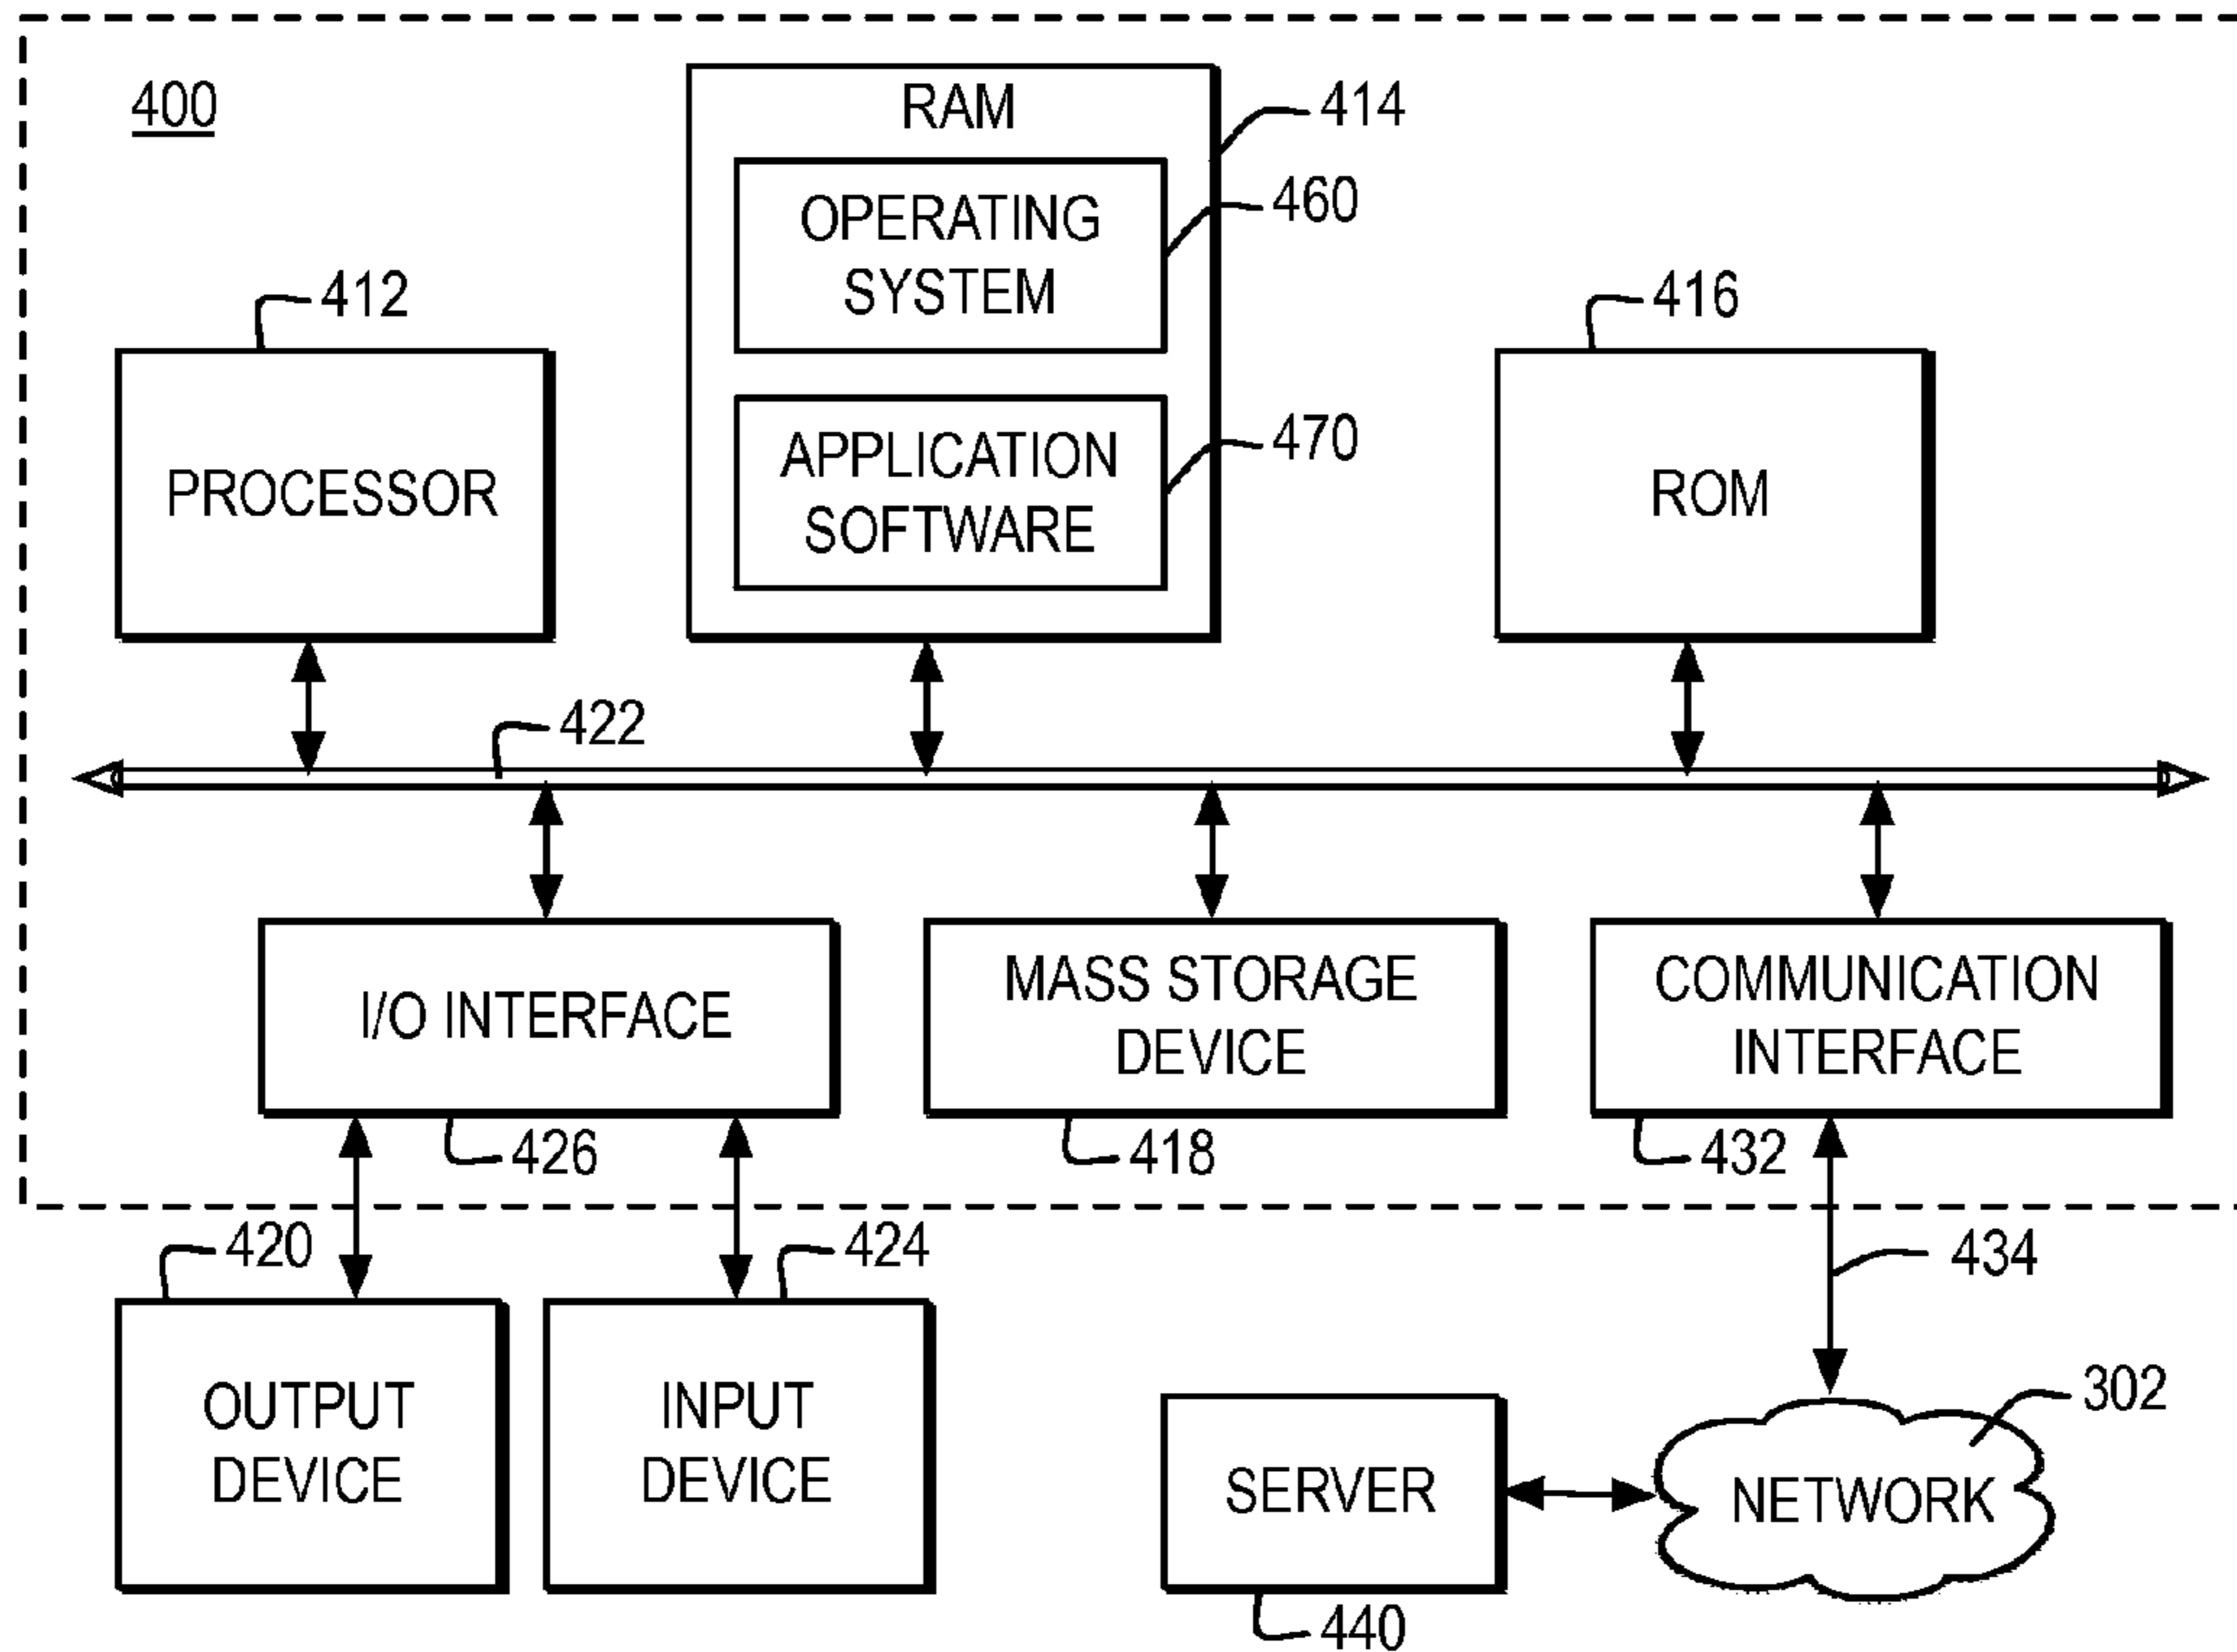 400
RAM
414
OPERATING
SYSTEM
460
412
416
APPLICATION
SOFTWARE
470
PROCESSOR
ROM
422
I/O INTERFACE
MASS STORAGE
DEVICE
COMMUNICATION
INTERFACE
426
418
432
420
424
434
OUTPUT
DEVICE
INPUT
DEVICE
SERVER
NETWORK
302
440